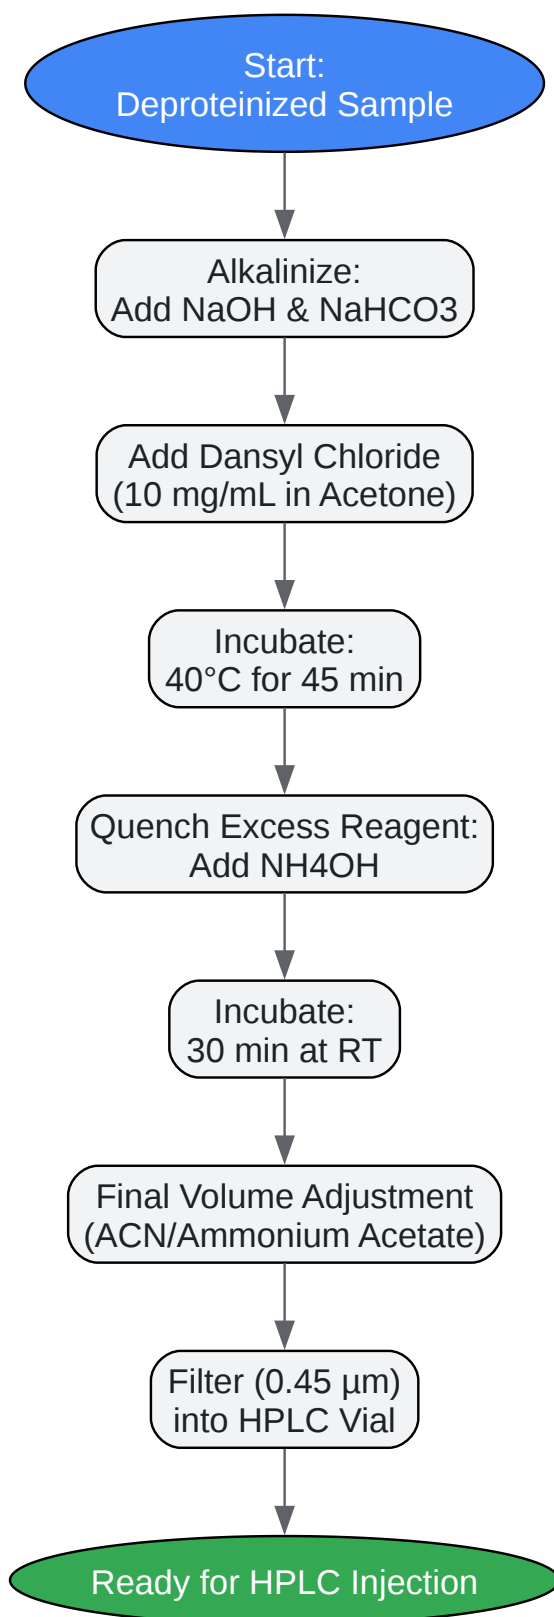 Start:
Deproteinized Sample
Alkalinize:
Add NaOH & NaHCO3
Add Dansyl Chloride
(10 mg/mL in Acetone)
Incubate:
40°C for 45 min
Quench Excess Reagent:
Add NH4OH
Incubate:
30 min at RT
Final Volume Adjustment
(ACN/Ammonium Acetate)
Filter (0.45 µm)
into HPLC Vial
Ready for HPLC Injection